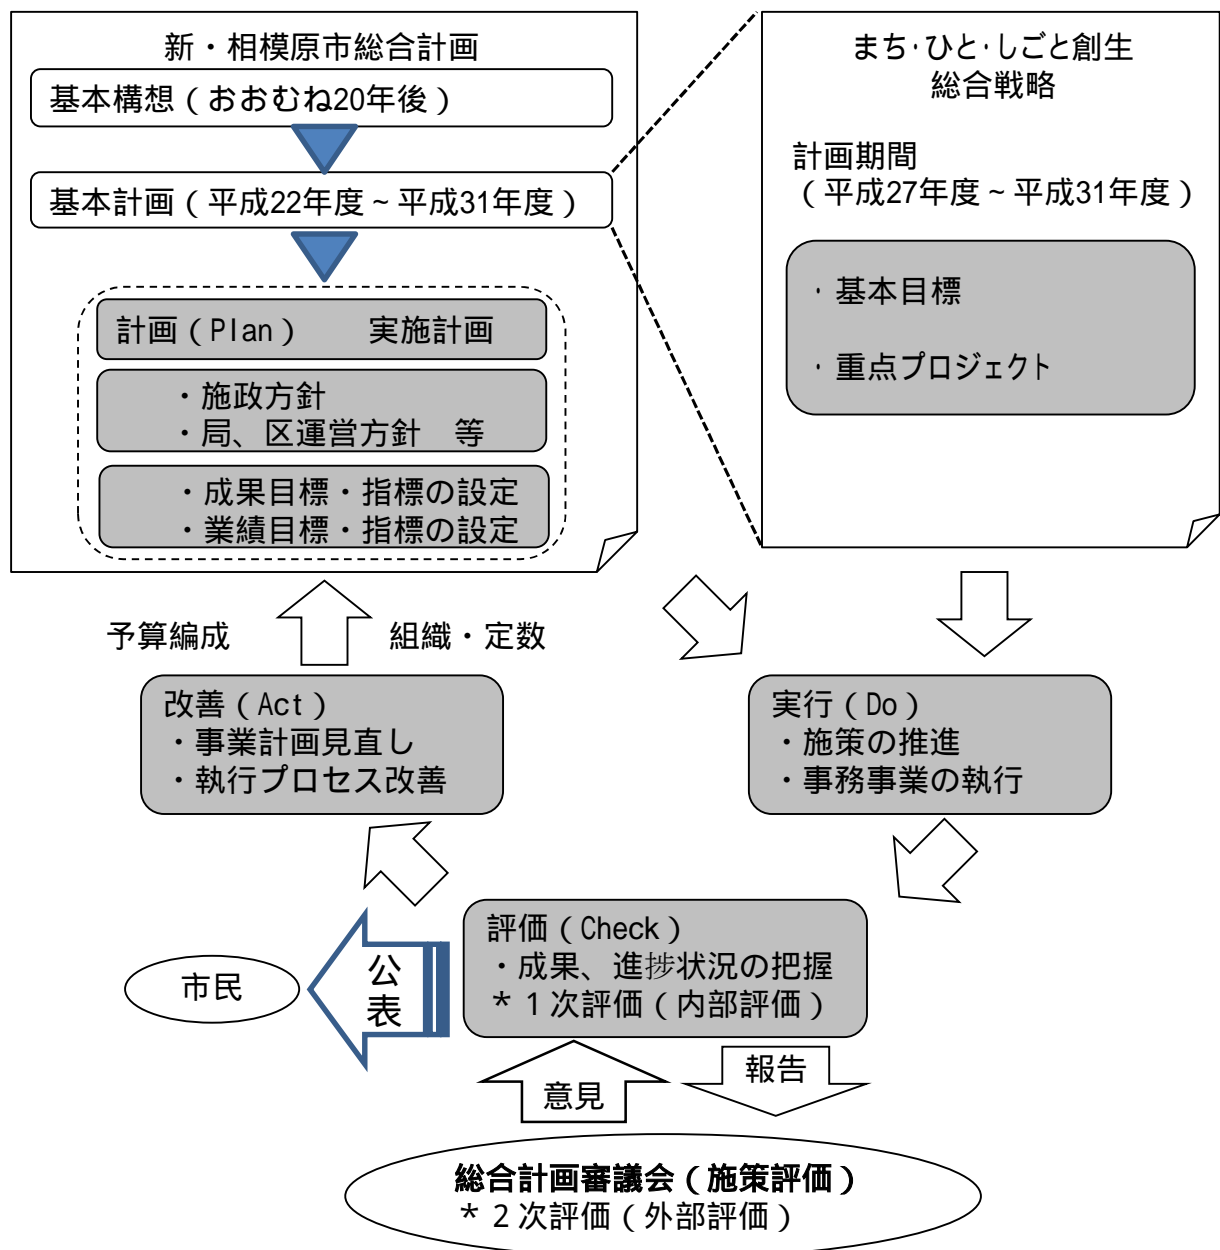 新・相模原市総合計画
基本構想（おおむね20年後）
基本計画（平成22年度～平成31年度）
計画（Plan）　実施計画
・施政方針
・局、区運営方針　等
・成果目標・指標の設定
・業績目標・指標の設定
まち・ひと・しごと創生
総合戦略
計画期間
（平成27年度～平成31年度）
・基本目標
・重点プロジェクト
予算編成
組織・定数
改善（Act）
・事業計画見直し
・執行プロセス改善
実行（Do）
・施策の推進
・事務事業の執行
評価（Check）
・成果、進捗状況の把握
*１次評価（内部評価）
公
表
市民
意見
報告
総合計画審議会（施策評価）
*２次評価（外部評価）